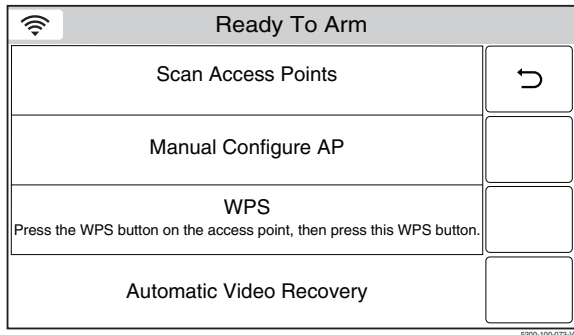 Ready To Arm
Scan Access Points
Manual Configure AP
WPS
Press the WPS button on the access point, then press this WPS button.
Automatic Video Recovery